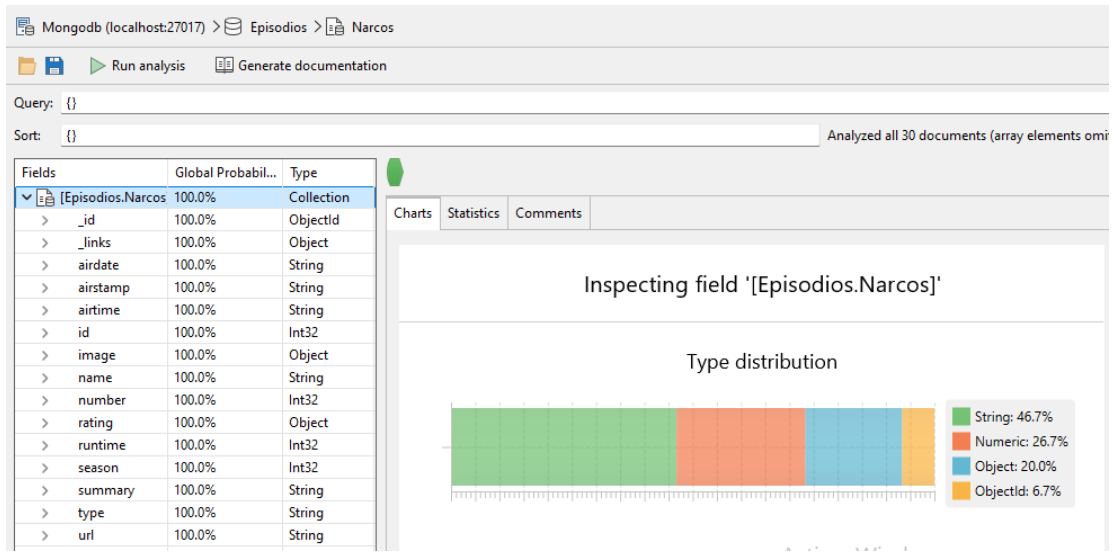 Mongodb (localhost:27017) > Episodios > Narcos
Run analysis Generate documentation
Query: {}
Sort: {} Analyzed all 30 documents (array elements omi
Fields Global Probabil... Type
[Episodios.Narcos 100.0% Collection
_id 100.0% ObjectId
_links 100.0% Object
airdate 100.0% String
airstamp 100.0% String
airtime 100.0% String
id 100.0% Int32
image 100.0% Object
name 100.0% String
number 100.0% Int32
rating 100.0% Object
runtime 100.0% Int32
season 100.0% Int32
summary 100.0% String
type 100.0% String
url 100.0% String
Charts Statistics Comments
Inspecting field '[Episodios.Narcos]'
Type distribution
String: 46.7%
Numeric: 26.7%
Object: 20.0%
ObjectId: 6.7%